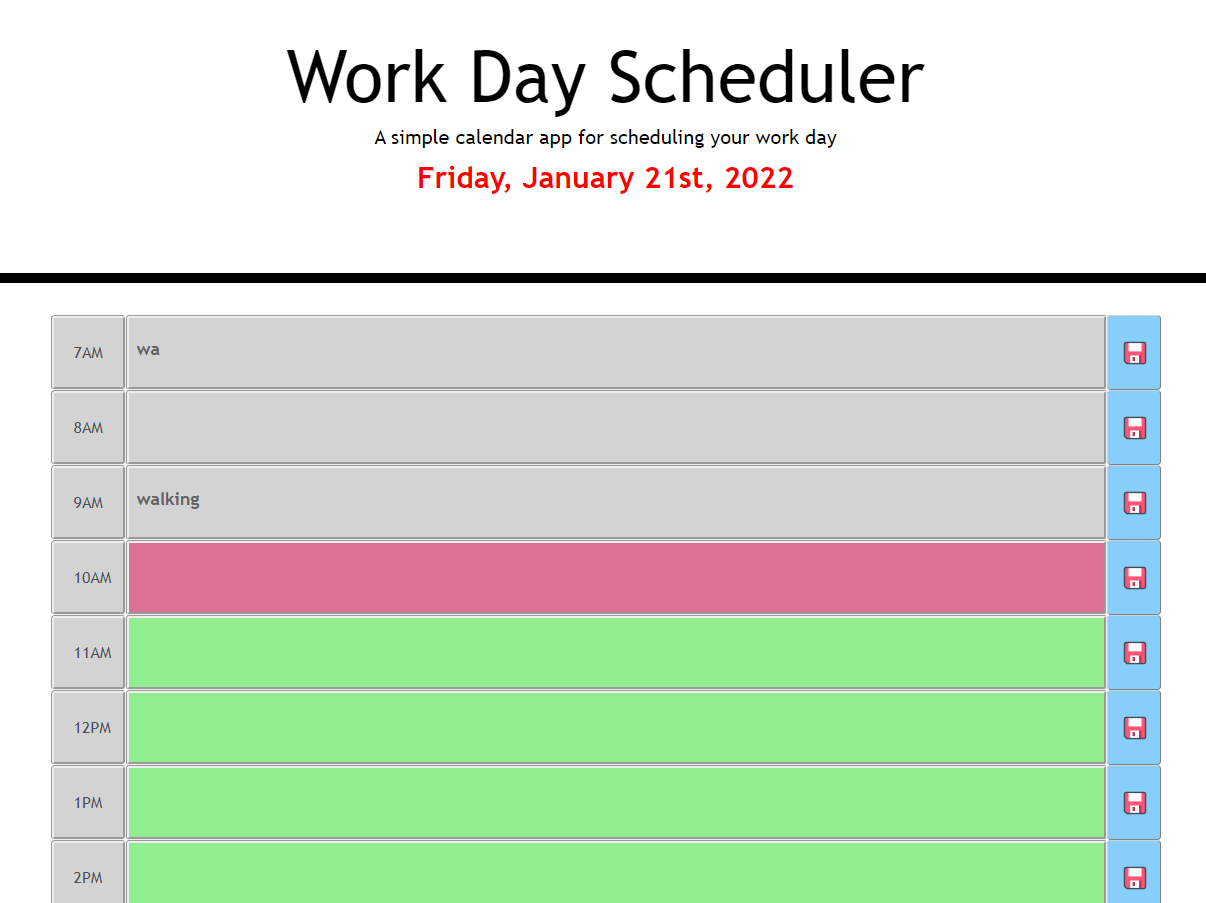 Work Day Scheduler
A simple calendar app for scheduling your work day
Friday, January 21st, 2022
7AM wa
8AM
9AM walking
10AM
11AM
12PM
1PM
2PM